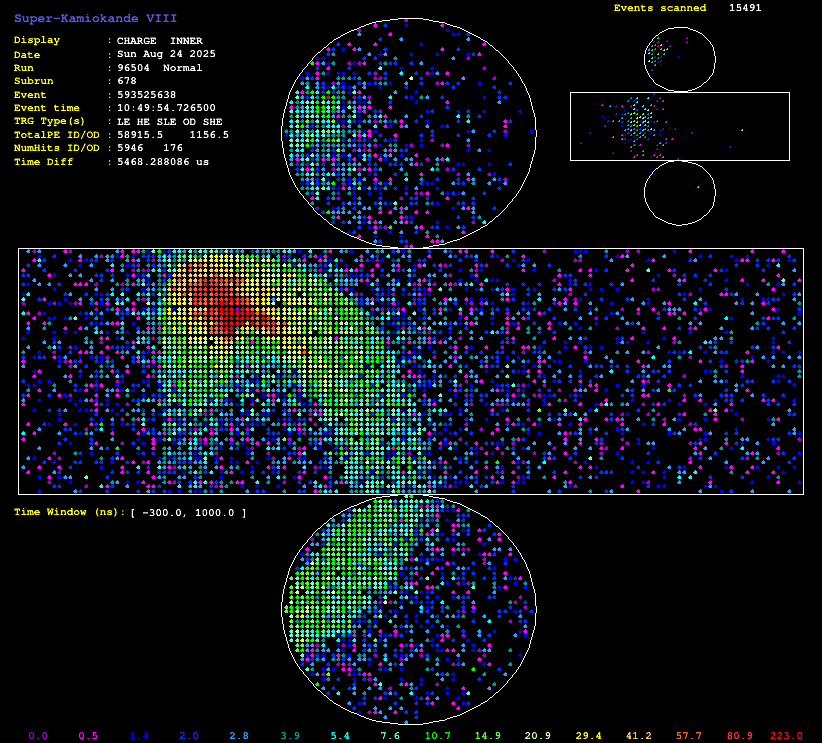 Super-Kamiokande VIII
Events scanned 15491
Display : CHARGE INNER
Date : Sun Aug 24 2025
Run : 96504 Normal
Subrun : 678
Event : 593525638
Event time : 10:49:54.726500
TRG Type(s) : LE HE SLE OD SHE
TotalPE ID/OD : 58915.5 1156.5
NumHits ID/OD : 5946 176
Time Diff : 5468.288086 us
Time Window (ns): [ -300.0, 1000.0 ]
0.0 0.5 1.4 2.0 2.8 3.9 5.4 7.6 10.7 14.9 20.9 29.4 41.2 57.7 80.9 223.0